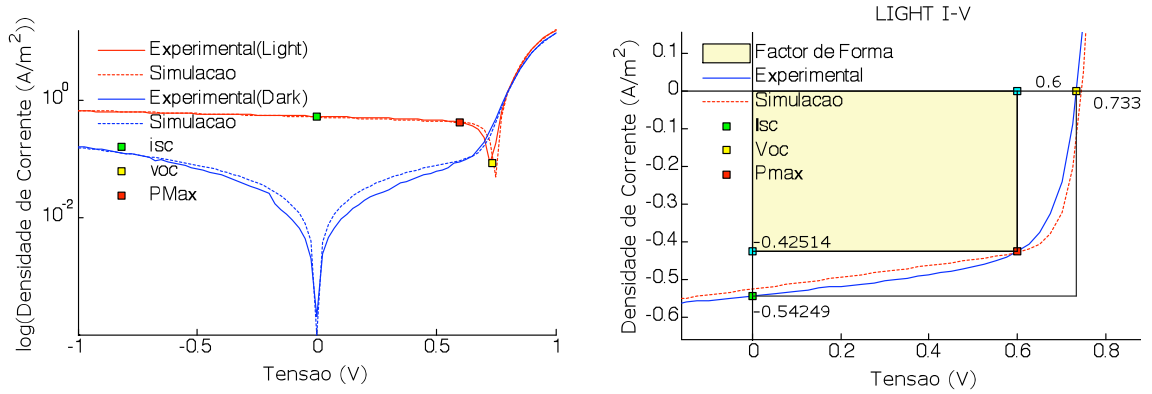 log(Densidade de Corrente (A/m²))
10⁰
10⁻²
Experimental(Light)
Simulacao
Experimental(Dark)
Simulacao
isc
voc
PMax
-1
-0.5
0
0.5
1
Tensao (V)
LIGHT I-V
Densidade de Corrente (A/m²)
0.1
0
-0.1
-0.2
-0.3
-0.4
-0.5
-0.6
Factor de Forma
Experimental
Simulacao
Isc
Voc
Pmax
0.6
0.733
-0.42514
-0.54249
0
0.2
0.4
0.6
0.8
Tensao (V)